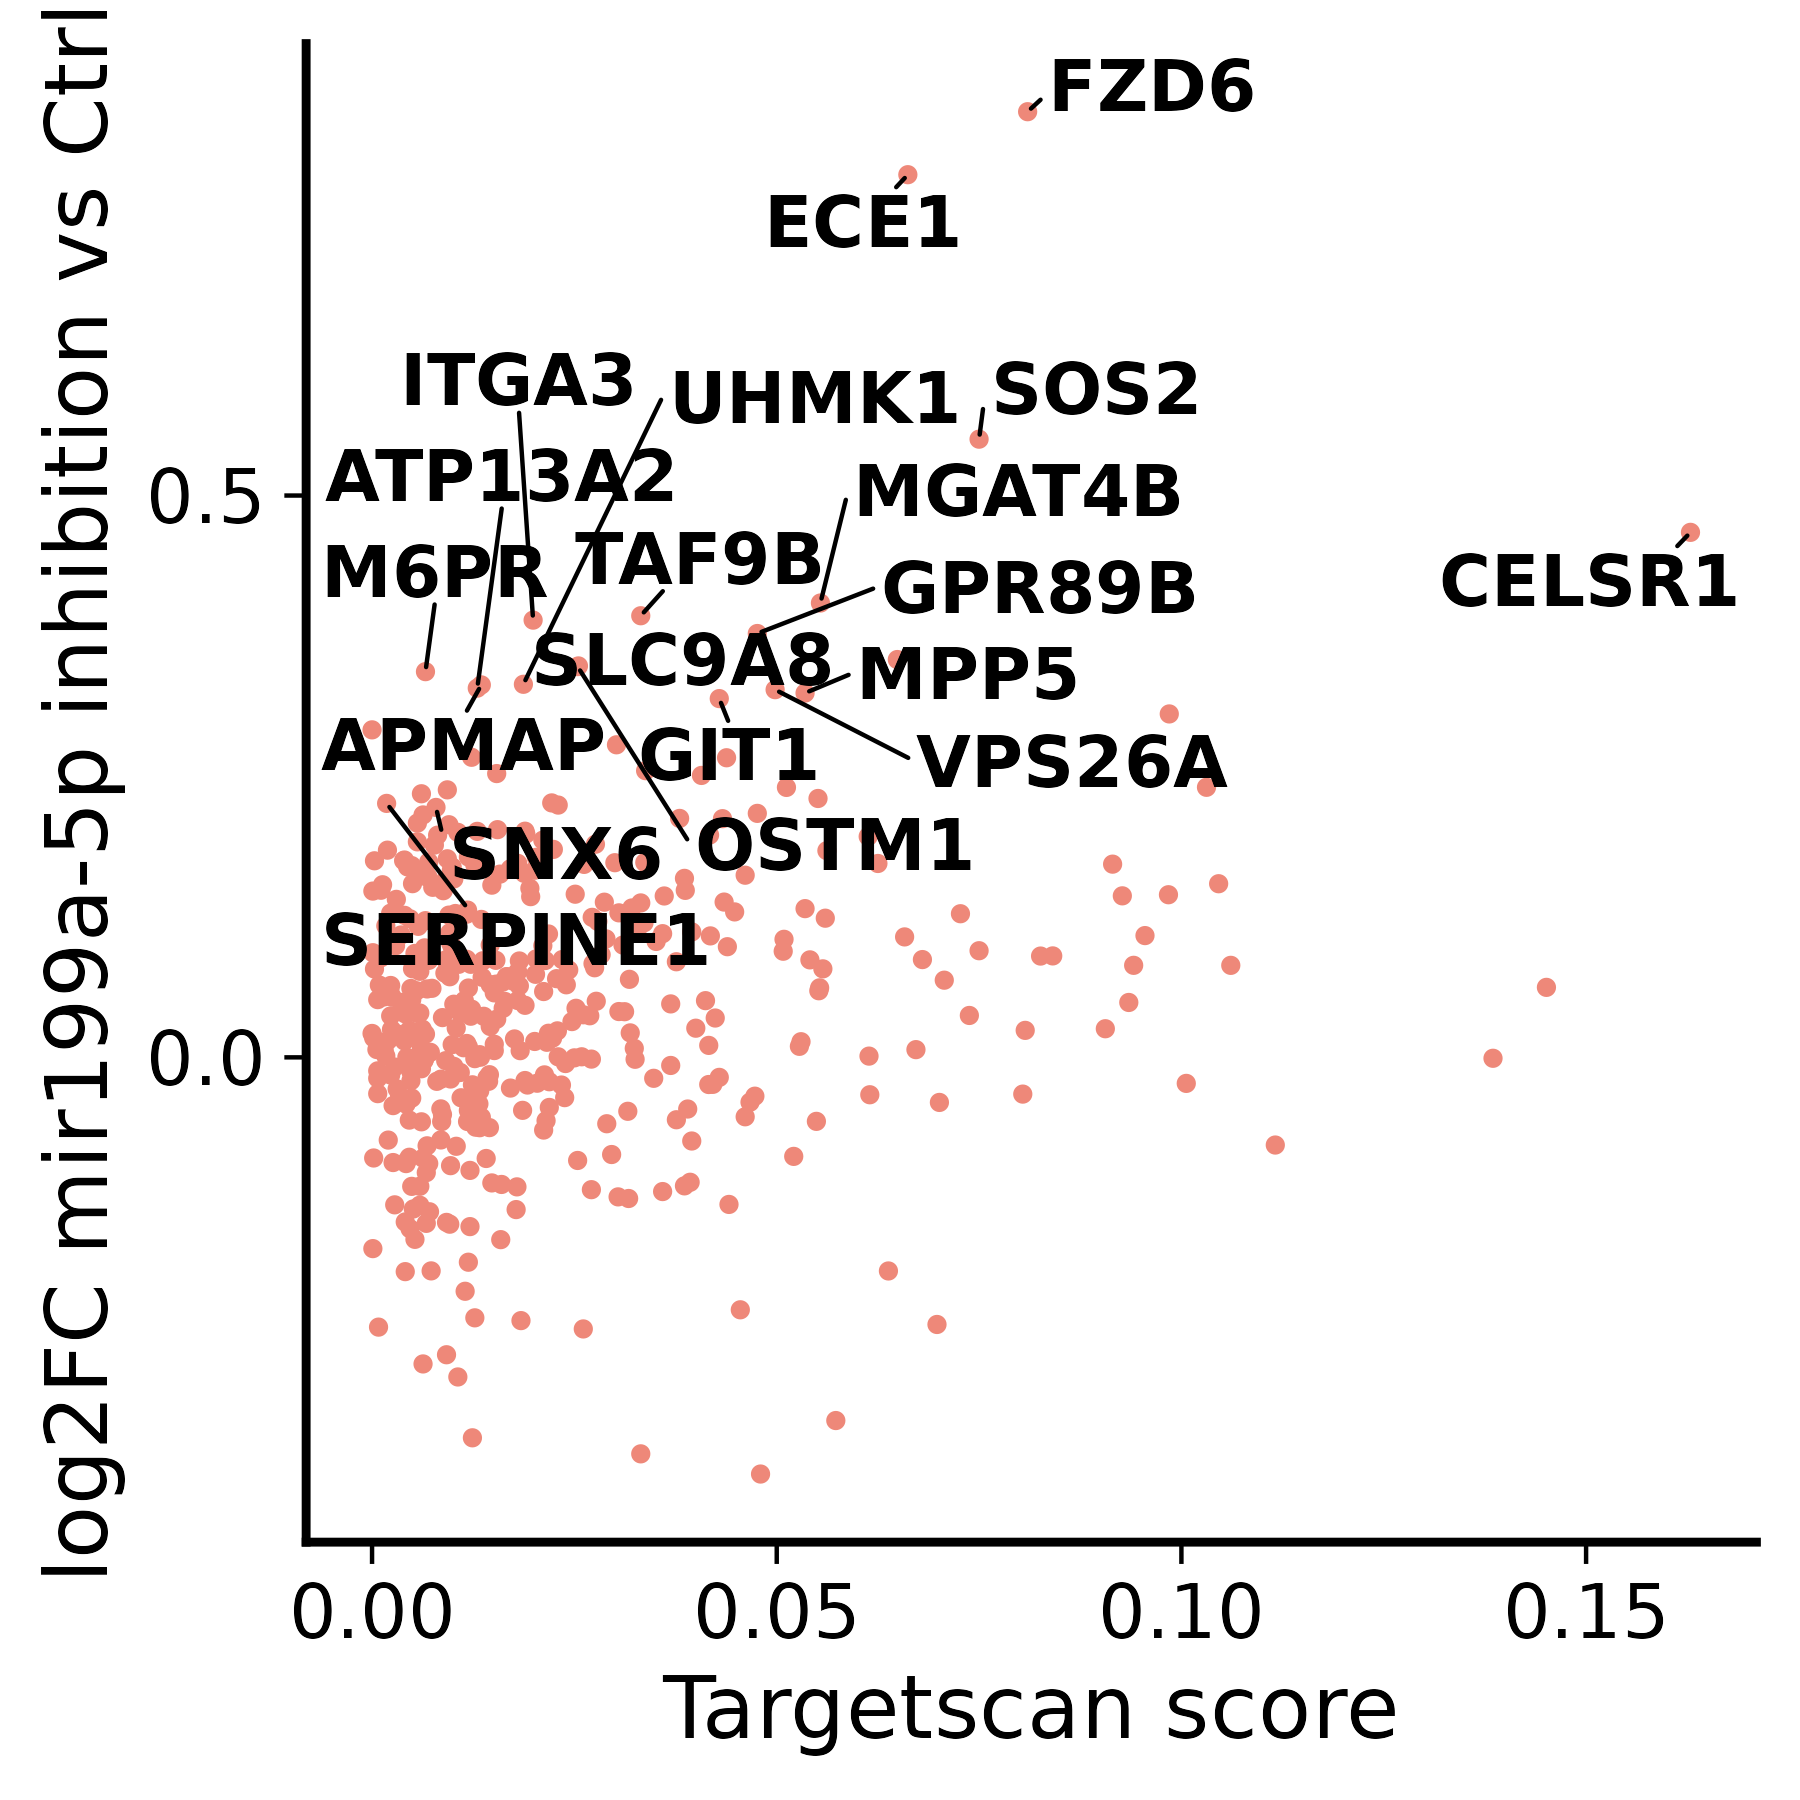 log2FC mir199a-5p inhibition vs Ctrl
FZD6
ECE1
ITGA3
UHMK1
SOS2
ATP13A2
MGAT4B
0.5
M6PR
TAF9B
GPR89B
CELSR1
SLC9A8
MPP5
APMAP
GIT1
VPS26A
SNX6
OSTM1
SERPINE1
0.0
0.00
0.05
0.10
0.15
Targetscan score